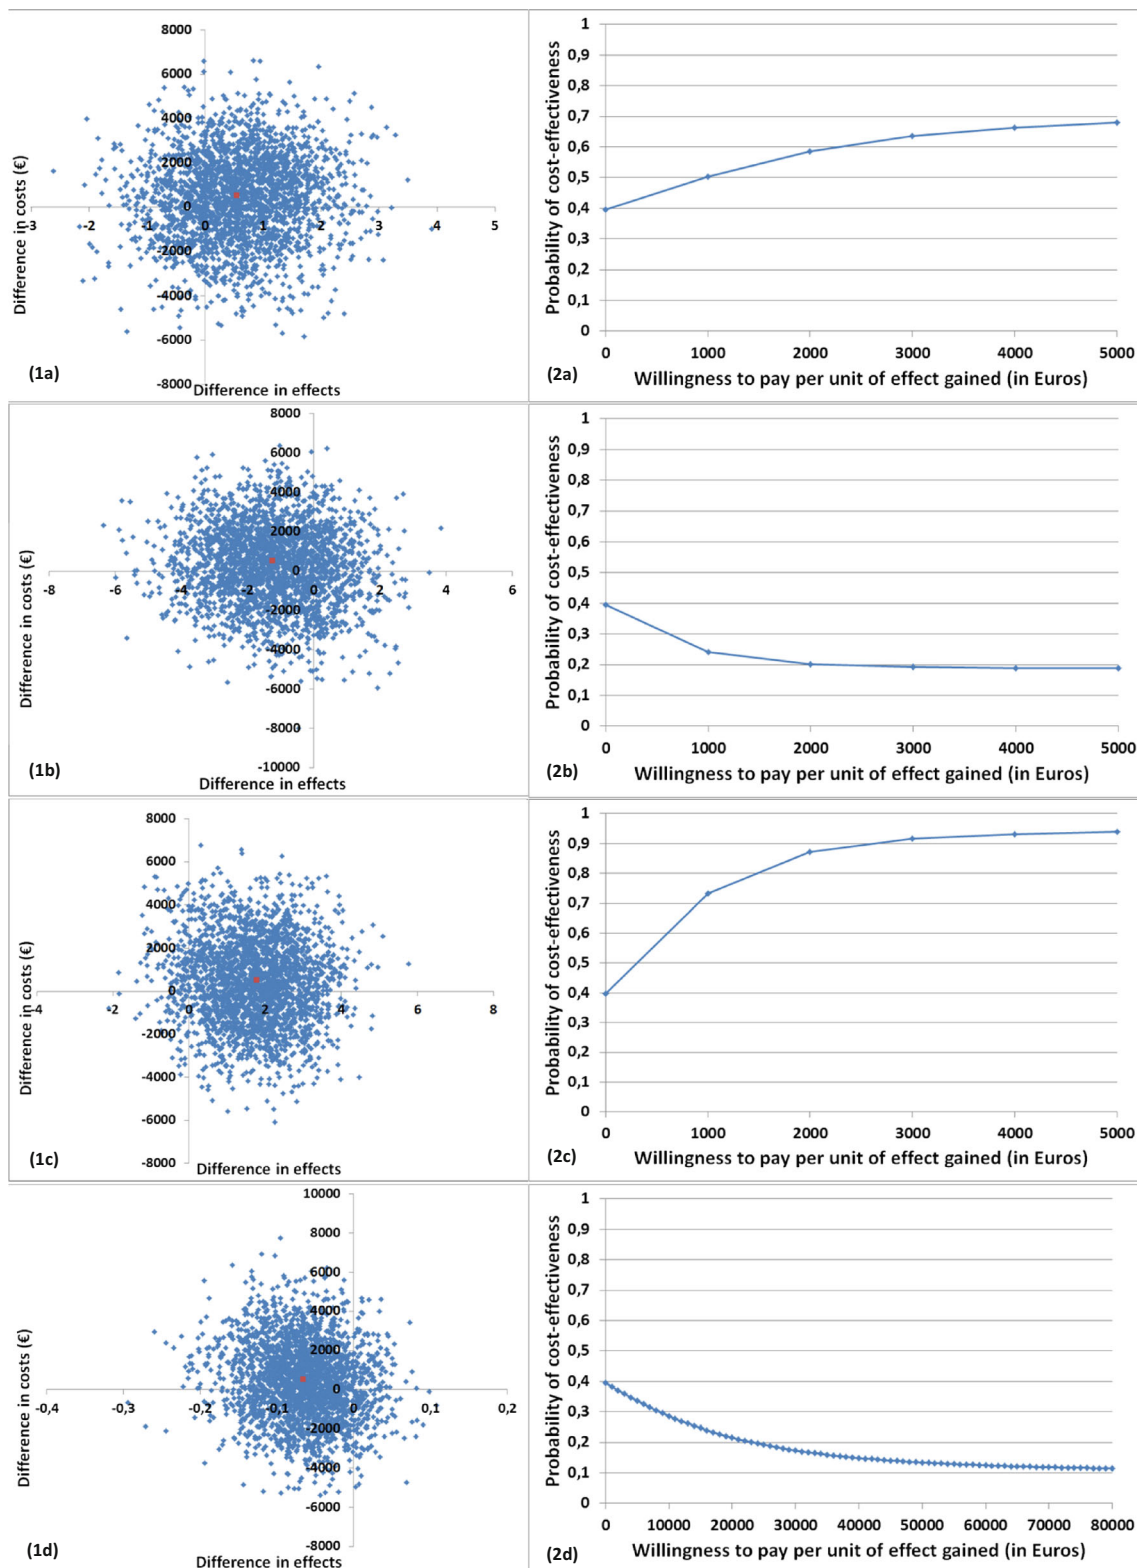 8000
6000
4000
2000
0
-2000
-4000
-6000
-8000
-3 -2 -1 0 1 2 3 4 5
Difference in costs (€)
Difference in effects
(1a)
1
0,9
0,8
0,7
0,6
0,5
0,4
0,3
0,2
0,1
0
0 1000 2000 3000 4000 5000
Probability of cost-effectiveness
Willingness to pay per unit of effect gained (in Euros)
(2a)
8000
6000
4000
2000
0
-2000
-4000
-6000
-8000
-10000
-8 -6 -4 -2 0 2 4 6
Difference in costs (€)
Difference in effects
(1b)
1
0,9
0,8
0,7
0,6
0,5
0,4
0,3
0,2
0,1
0
0 1000 2000 3000 4000 5000
Probability of cost-effectiveness
Willingness to pay per unit of effect gained (in Euros)
(2b)
8000
6000
4000
2000
0
-2000
-4000
-6000
-8000
-4 -2 0 2 4 6 8
Difference in costs (€)
Difference in effects
(1c)
1
0,9
0,8
0,7
0,6
0,5
0,4
0,3
0,2
0,1
0
0 1000 2000 3000 4000 5000
Probability of cost-effectiveness
Willingness to pay per unit of effect gained (in Euros)
(2c)
10000
8000
6000
4000
2000
0
-2000
-4000
-6000
-8000
-0,4 -0,3 -0,2 -0,1 0 0,1 0,2
Difference in costs (€)
Difference in effects
(1d)
1
0,9
0,8
0,7
0,6
0,5
0,4
0,3
0,2
0,1
0
0 10000 20000 30000 40000 50000 60000 70000 80000
Probability of cost-effectiveness
Willingness to pay per unit of effect gained (in Euros)
(2d)